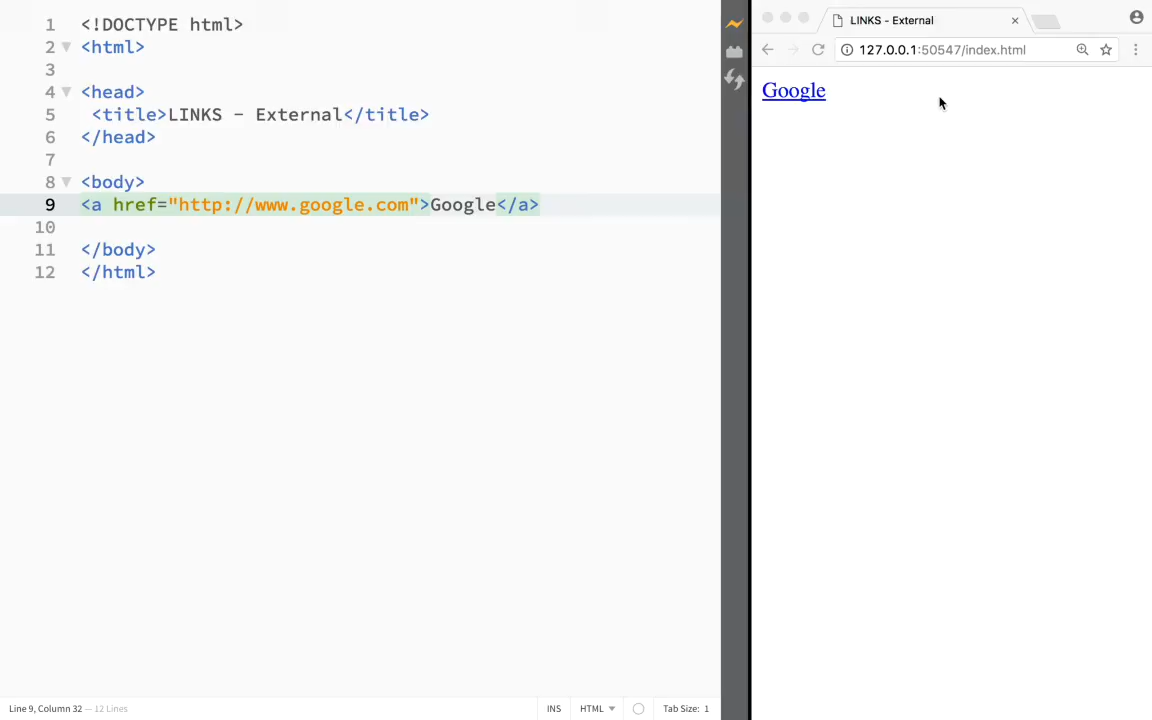 1 <!DOCTYPE html>
2 <html>
3
4 <head>
5 <title>LINKS - External</title>
6 </head>
7
8 <body>
9 <a href="http://www.google.com">Google</a>
10
11 </body>
12 </html>
Line 9, Column 32 — 12 Lines
INS HTML Tab Size: 1
LINKS - External
127.0.0.1:50547/index.html
Google